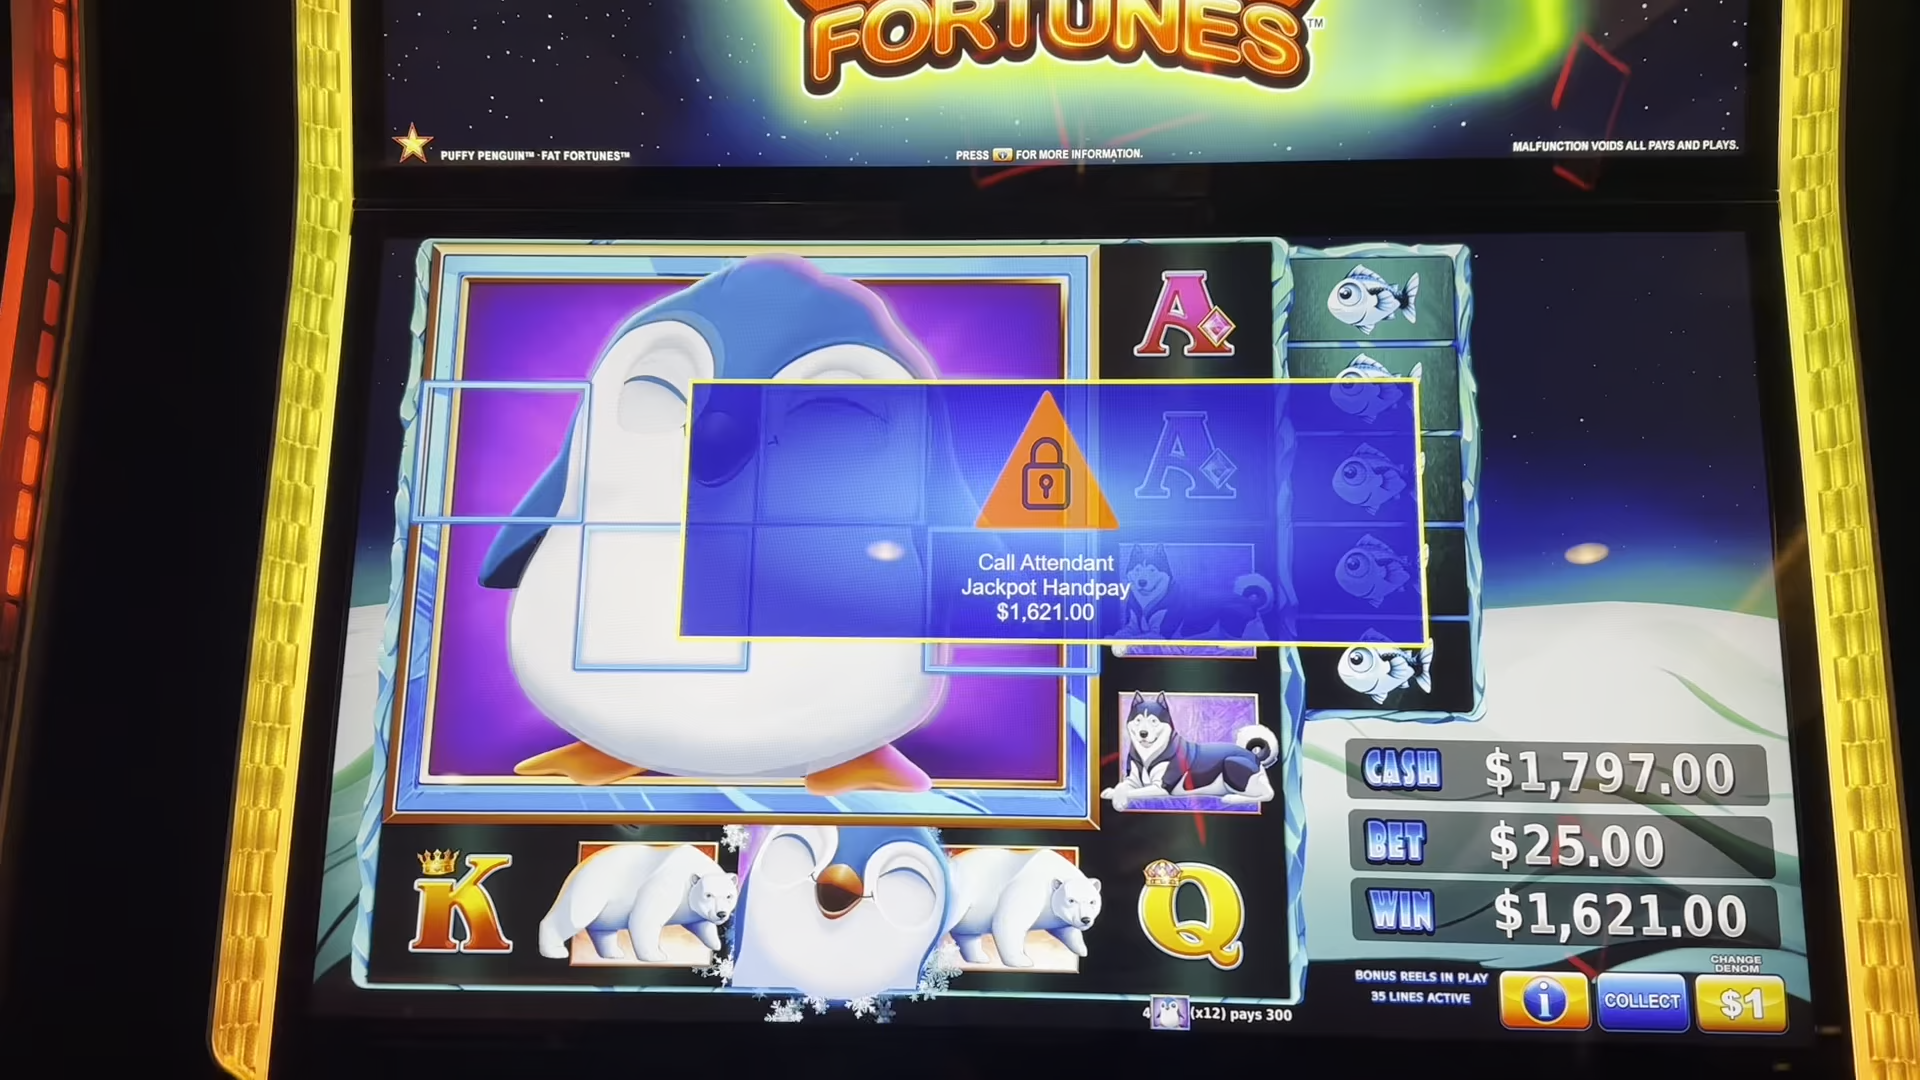 FORTUNES™
PUFFY PENGUIN™ - FAT FORTUNES™
PRESS i FOR MORE INFORMATION.
MALFUNCTION VOIDS ALL PAYS AND PLAYS.
A
A
Call Attendant
Jackpot Handpay
$1,621.00
CASH $1,797.00
BET $25.00
WIN $1,621.00
K
Q
CHANGE
DENOM
BONUS REELS IN PLAY
35 LINES ACTIVE
i
COLLECT
$1
4 (x12) pays 300